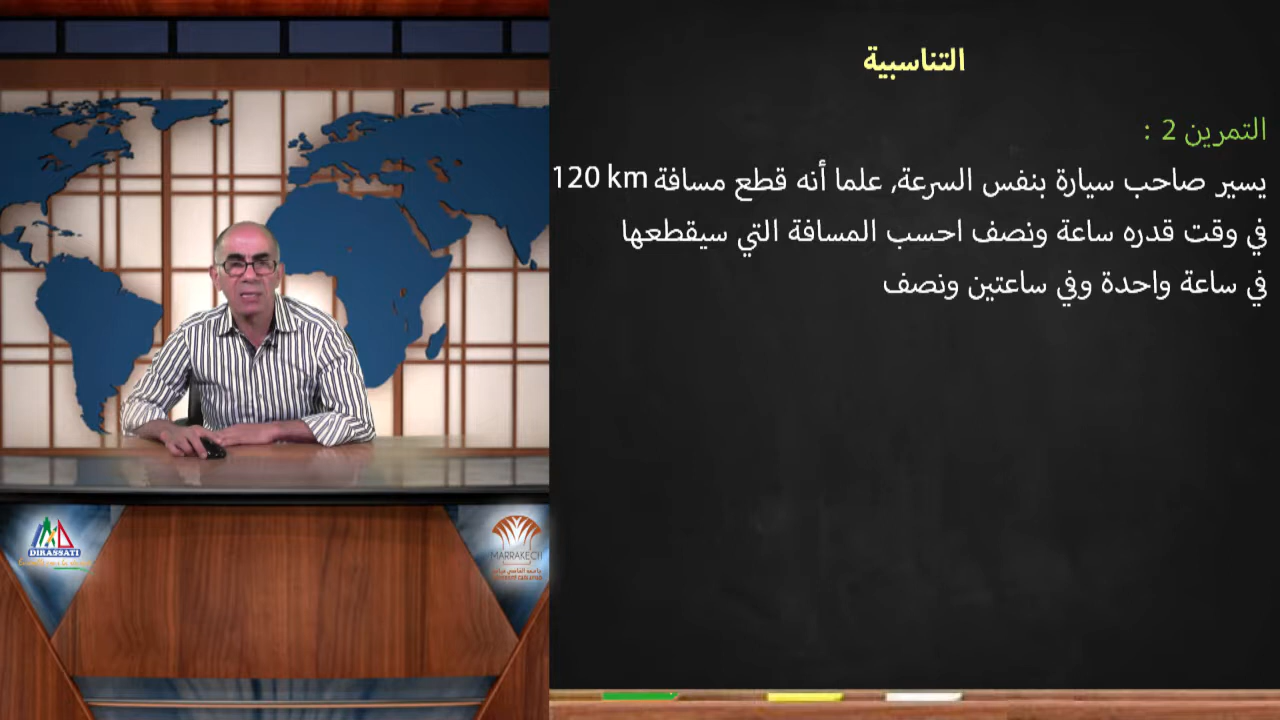 التناسبية
التمرين 2 :
يسير صاحب سيارة بنفس السرعة, علما أنه قطع مسافة 120 km
في وقت قدره ساعة ونصف احسب المسافة التي سيقطعها
في ساعة واحدة وفي ساعتين ونصف
DIRASSATI
MARRAKECH